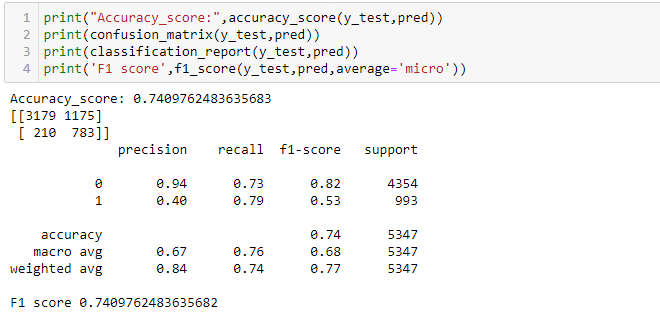 1 print("Accuracy_score:",accuracy_score(y_test,pred))
2 print(confusion_matrix(y_test,pred))
3 print(classification_report(y_test,pred))
4 print('F1 score',f1_score(y_test,pred,average='micro'))
Accuracy_score: 0.7409762483635683
[[3179 1175]
[ 210 783]]
precision recall f1-score support
0 0.94 0.73 0.82 4354
1 0.40 0.79 0.53 993
accuracy 0.74 5347
macro avg 0.67 0.76 0.68 5347
weighted avg 0.84 0.74 0.77 5347
F1 score 0.7409762483635682